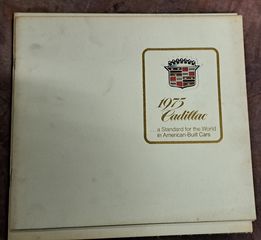 1975
Cadillac
...a Standard for the World
in American-Built Cars